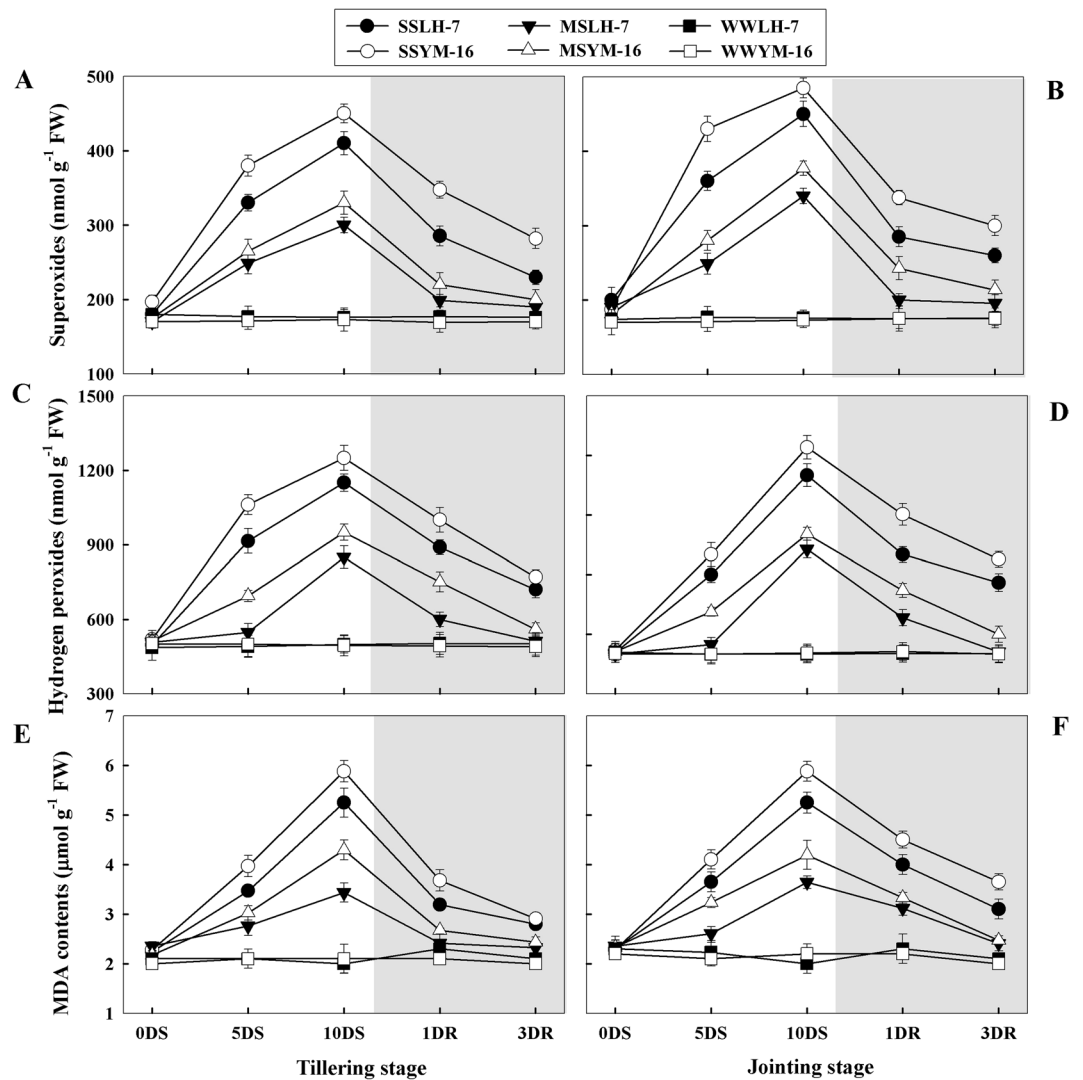 SSLH-7 MSLH-7 WWLH-7
SSYM-16 MSYM-16 WWYM-16
A
B
500
400
300
200
100
Superoxides (nmol g⁻¹ FW)
C
D
1500
1200
900
600
300
Hydrogen peroxides (nmol g⁻¹ FW)
E
F
7
6
5
4
3
2
1
MDA contents (μmol g⁻¹ FW)
0DS 5DS 10DS 1DR 3DR 0DS 5DS 10DS 1DR 3DR
Tillering stage Jointing stage